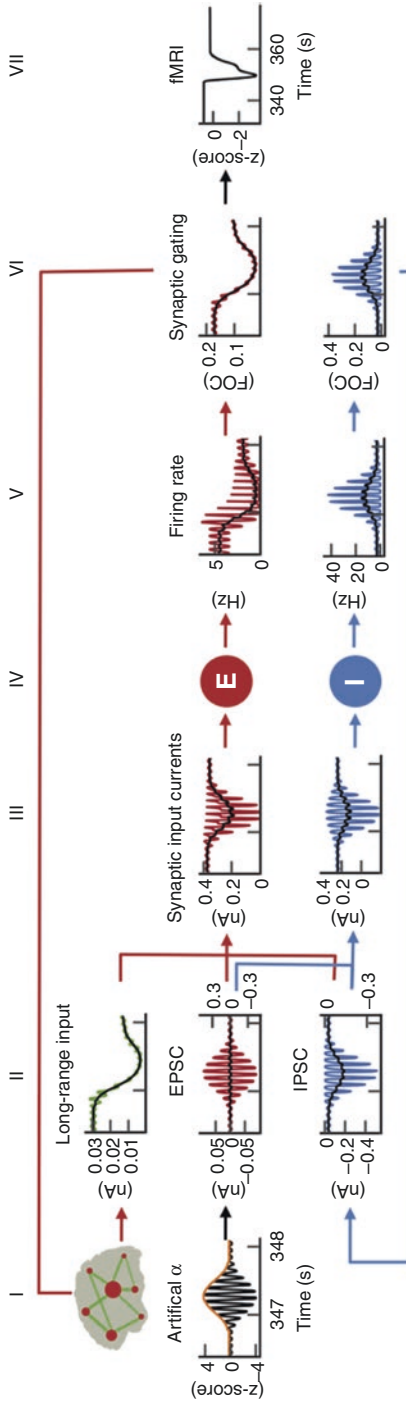 I II III IV V VI VII
Long-range input
(nA)
0.03
0.02
0.01
Artifical α
(z-score)
4
0
−4
347 348
Time (s)
EPSC
(nA)
0.05
0
−0.05
0.3
0
−0.3
IPSC
(nA)
0
−0.2
−0.4
0
−0.3
Synaptic input currents
(nA)
0.4
0.2
0
(nA)
0.4
0.2
0
E
I
Firing rate
(Hz)
5
0
(Hz)
40
20
0
Synaptic gating
(FOC)
0.2
0.1
(FOC)
0.4
0.2
0
fMRI
(z-score)
0
−2
340 360
Time (s)